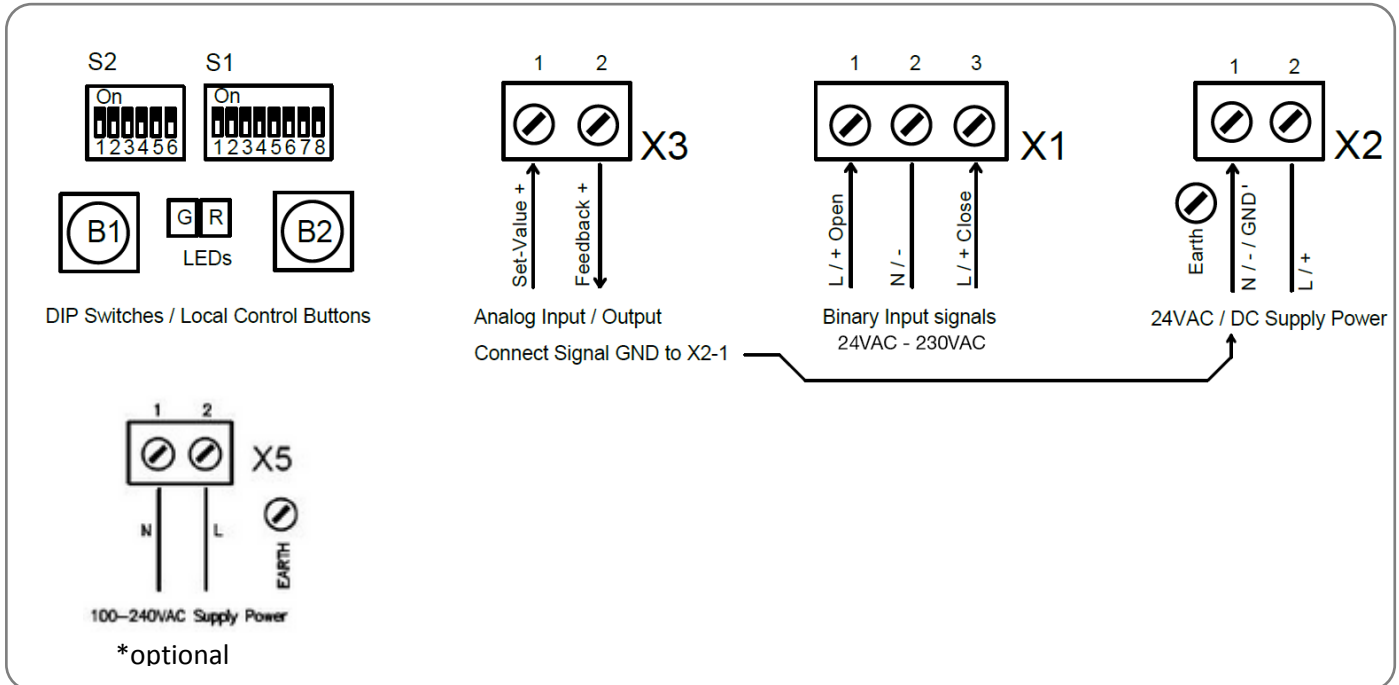 S2 S1
On On
123456 12345678
B1 G R B2
LEDs
DIP Switches / Local Control Buttons
1 2
X3
Set-Value +
Feedback +
Analog Input / Output
Connect Signal GND to X2-1
1 2 3
X1
L / + Open
N / -
L / + Close
Binary Input signals
24VAC - 230VAC
1 2
X2
Earth
N / - / GND'
L / +
24VAC / DC Supply Power
1 2
X5
N L
EARTH
100-240VAC Supply Power
*optional